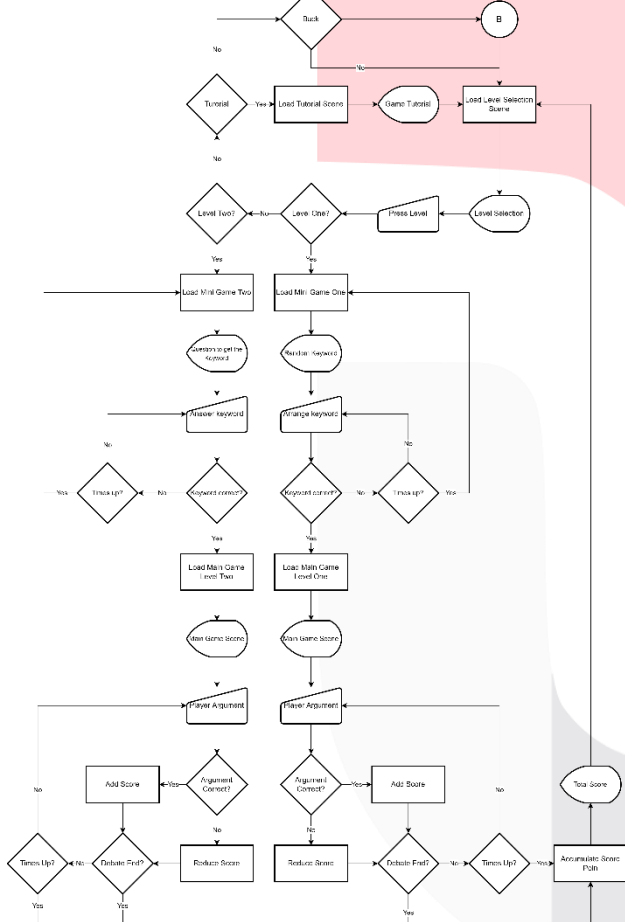 Back
B
No
No
Tutorial
Yes
Load Tutorial Scene
Game Tutorial
Load Level Selection
Scene
No
Level Two?
No
Level One?
Press Level
Level Selection
Yes
Yes
Load Mini Game Two
Load Mini Game One
Question to get the
Keyword
Random Keyword
Answer keyword
Arrange keyword
No
No
Yes
Times up?
No
Keyword correct?
Keyword correct?
No
Times up?
Yes
Yes
Yes
Load Main Game
Level Two
Load Main Game
Level One
Main Game Scene
Main Game Scene
Player Argument
Player Argument
No
Add Score
Yes
Argument
Correct?
Argument
Correct?
Yes
Add Score
No
Total Score
No
No
Times Up?
No
Debate End?
Reduce Score
Reduce Score
Debate End?
No
Times Up?
Yes
Accumulate Score
Poin
Yes
Yes
Yes